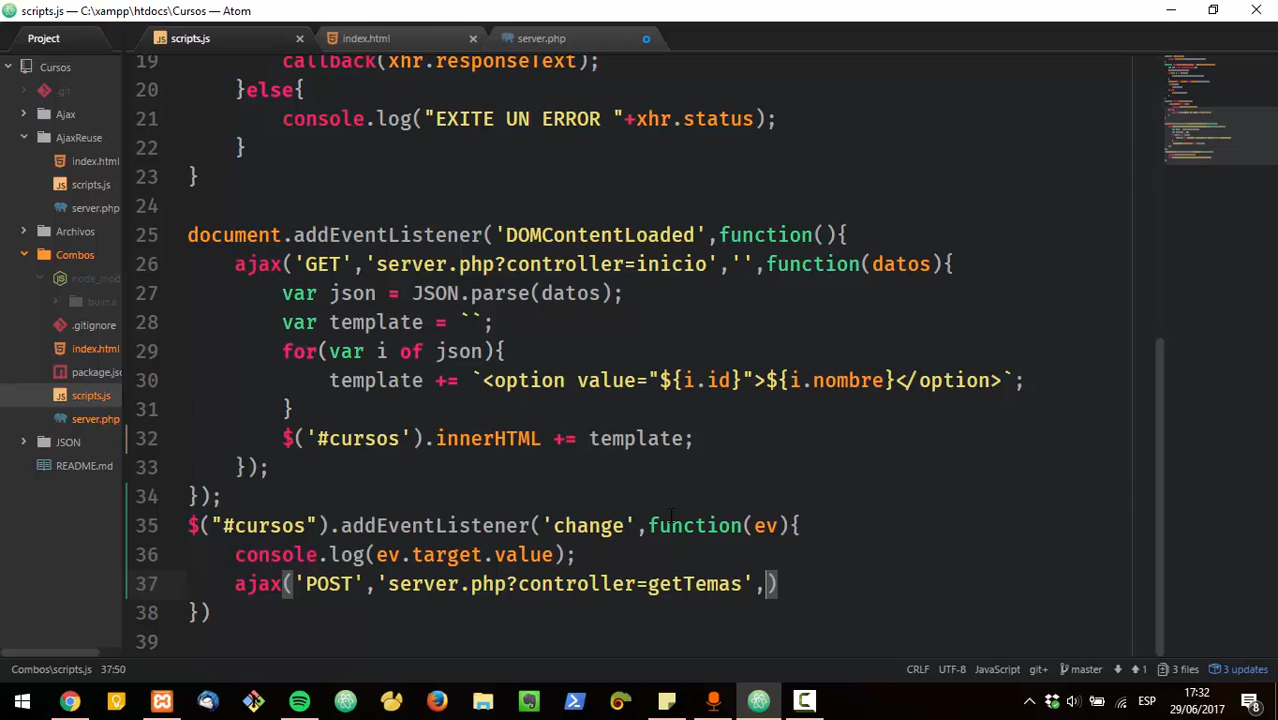 scripts.js — C:\xampp\htdocs\Cursos — Atom
Project
scripts.js
index.html
server.php
Cursos
.git
Ajax
AjaxReuse
index.html
scripts.js
server.php
Archivos
Combos
node_mod
.gitignore
index.html
package.jsc
scripts.js
server.php
JSON
README.md
19 callback(xhr.responseText);
20 }else{
21 console.log("EXITE UN ERROR "+xhr.status);
22 }
23 }
24
25 document.addEventListener('DOMContentLoaded',function(){
26 ajax('GET','server.php?controller=inicio','',function(datos){
27 var json = JSON.parse(datos);
28 var template = ``;
29 for(var i of json){
30 template += `<option value="${i.id}">${i.nombre}</option>`;
31 }
32 $('#cursos').innerHTML += template;
33 });
34 });
35 $("#cursos").addEventListener('change',function(ev){
36 console.log(ev.target.value);
37 ajax('POST','server.php?controller=getTemas',)
38 })
39
Combos\scripts.js 37:50
CRLF UTF-8 JavaScript git+ master 1 3 files 3 updates
ESP
17:32
29/06/2017
8